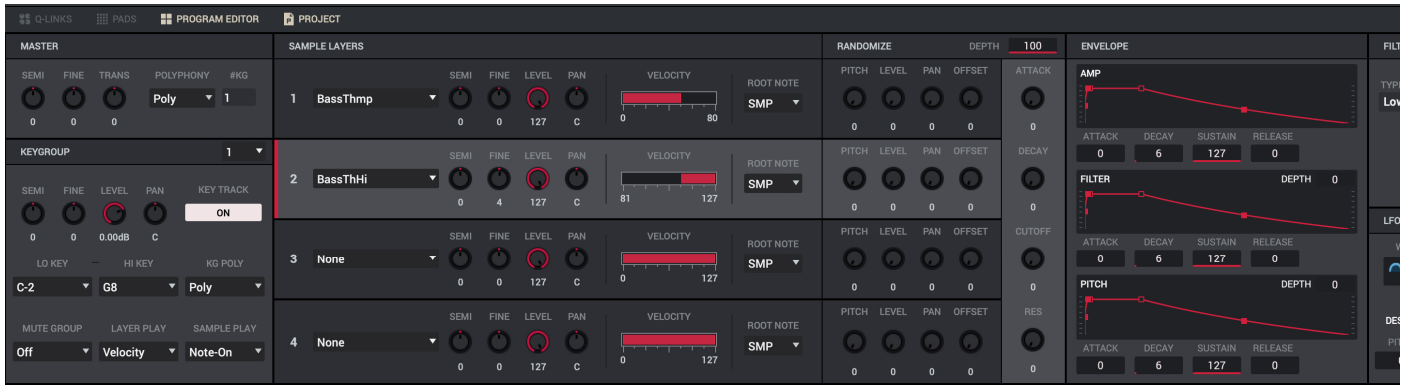 Q-LINKS PADS PROGRAM EDITOR PROJECT
MASTER
SEMI FINE TRANS POLYPHONY #KG
Poly 1
0 0 0
KEYGROUP 1
SEMI FINE LEVEL PAN KEY TRACK
ON
0 0 0.00dB C
LO KEY – HI KEY KG POLY
C-2 G8 Poly
MUTE GROUP LAYER PLAY SAMPLE PLAY
Off Velocity Note-On
SAMPLE LAYERS
SEMI FINE LEVEL PAN VELOCITY ROOT NOTE
1 BassThmp SMP
0 0 127 C 0 80
SEMI FINE LEVEL PAN VELOCITY ROOT NOTE
2 BassThHi SMP
0 4 127 C 81 127
SEMI FINE LEVEL PAN VELOCITY ROOT NOTE
3 None SMP
0 0 127 C 0 127
SEMI FINE LEVEL PAN VELOCITY ROOT NOTE
4 None SMP
0 0 127 C 0 127
RANDOMIZE DEPTH 100
PITCH LEVEL PAN OFFSET ATTACK
0 0 0 0 0
PITCH LEVEL PAN OFFSET DECAY
0 0 0 0 0
PITCH LEVEL PAN OFFSET CUTOFF
0 0 0 0 0
PITCH LEVEL PAN OFFSET RES
0 0 0 0 0
ENVELOPE
AMP
ATTACK DECAY SUSTAIN RELEASE
0 6 127 0
FILTER DEPTH 0
ATTACK DECAY SUSTAIN RELEASE
0 6 127 0
PITCH DEPTH 0
ATTACK DECAY SUSTAIN RELEASE
0 6 127 0
FILT
TYP
Lov
LFO
DES
PIT